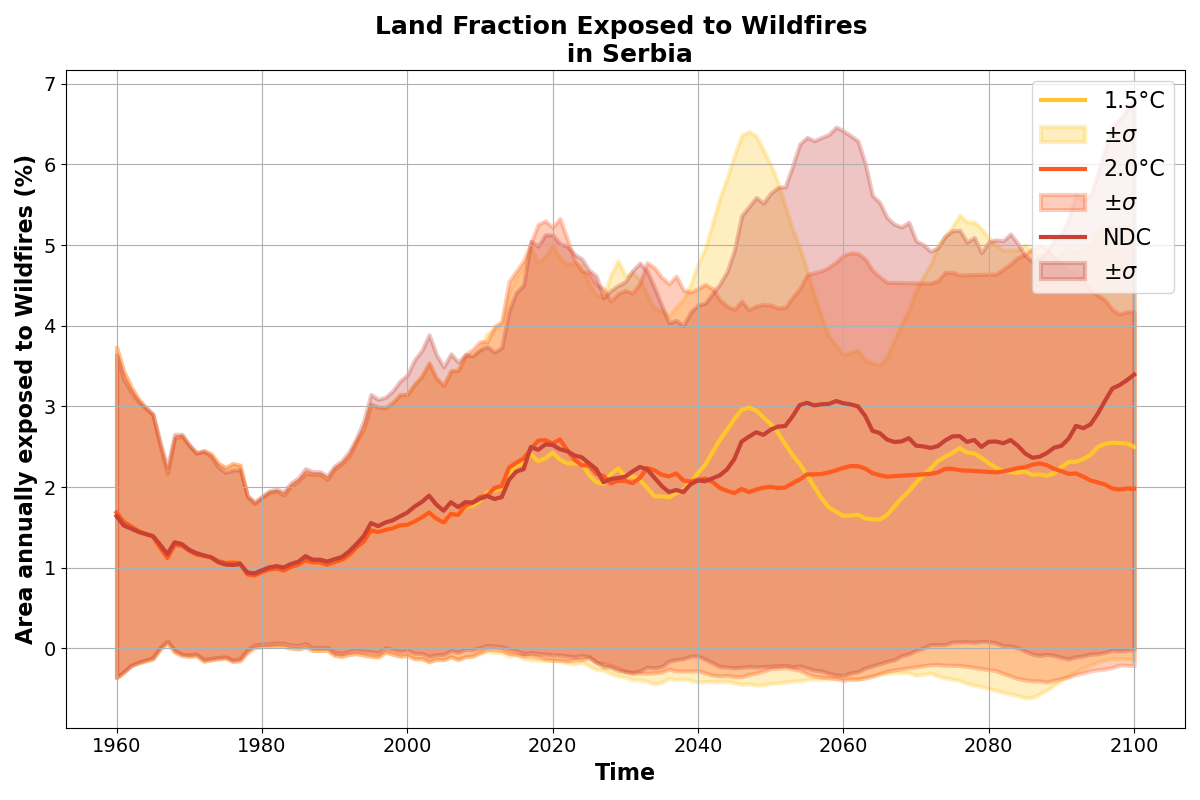 Land Fraction Exposed to Wildfires
in Serbia
Area annually exposed to Wildfires (%)
7
6
5
4
3
2
1
0
1960 1980 2000 2020 2040 2060 2080 2100
Time
1.5°C
±σ
2.0°C
±σ
NDC
±σ